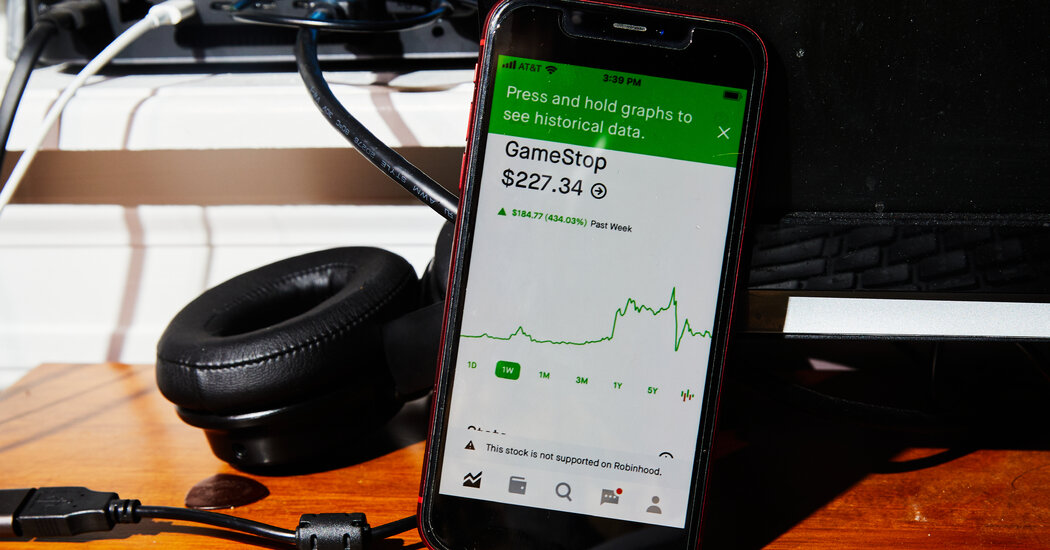 AT&T 3:39 PM
Press and hold graphs to
see historical data.
GameStop
$227.34
$184.77 (434.03%) Past Week
1D 1W 1M 3M 1Y 5Y
This stock is not supported on Robinhood.